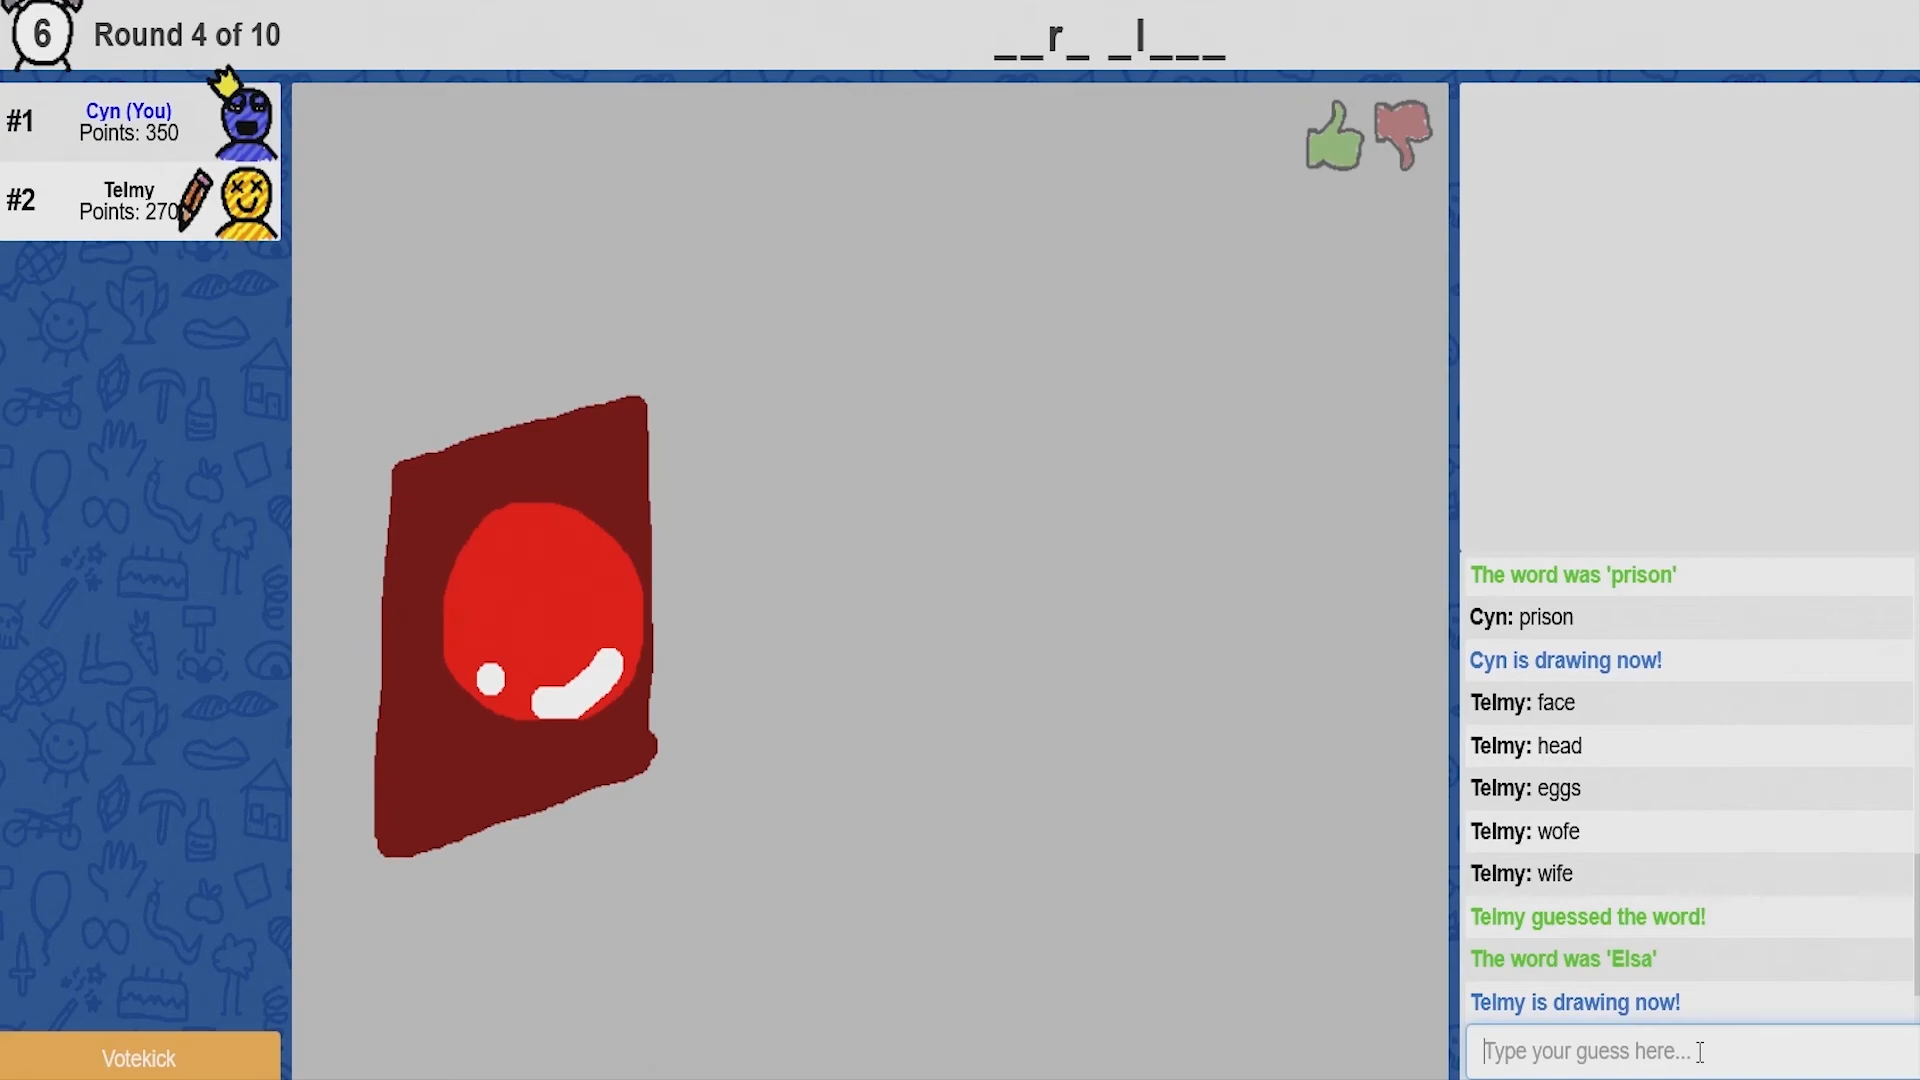 6
Round 4 of 10
__r_ _l___
#1
Cyn (You)
Points: 350
#2
Telmy
Points: 270
The word was 'prison'
Cyn: prison
Cyn is drawing now!
Telmy: face
Telmy: head
Telmy: eggs
Telmy: wofe
Telmy: wife
Telmy guessed the word!
The word was 'Elsa'
Telmy is drawing now!
Type your guess here...
Votekick